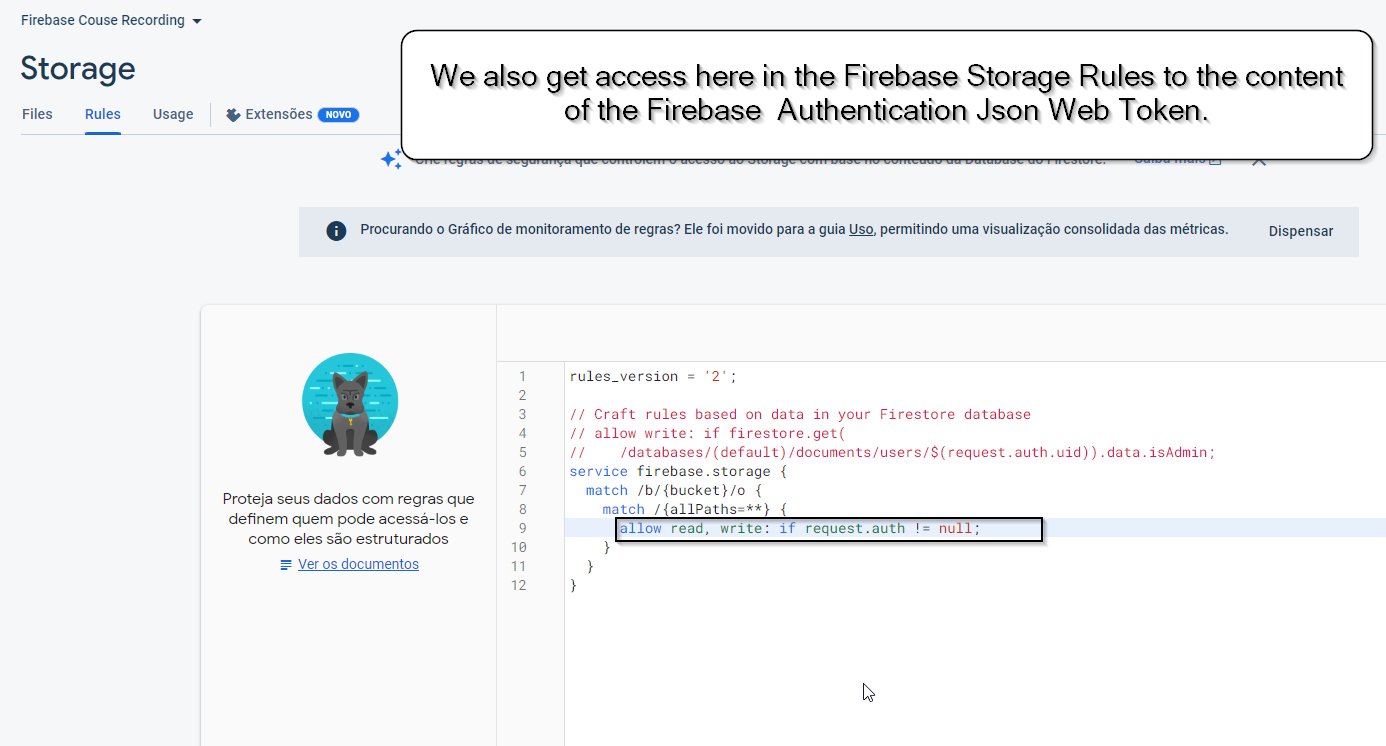 Firebase Couse Recording
Storage
Files Rules Usage Extensões NOVO
We also get access here in the Firebase Storage Rules to the content
of the Firebase Authentication Json Web Token.
Crie regras de segurança que controlem o acesso ao Storage com base no conteúdo da Database do Firestore. Saiba mais
Procurando o Gráfico de monitoramento de regras? Ele foi movido para a guia Uso, permitindo uma visualização consolidada das métricas. Dispensar
Proteja seus dados com regras que
definem quem pode acessá-los e
como eles são estruturados
Ver os documentos
1 rules_version = '2';
2
3 // Craft rules based on data in your Firestore database
4 // allow write: if firestore.get(
5 //    /databases/(default)/documents/users/$(request.auth.uid)).data.isAdmin;
6 service firebase.storage {
7   match /b/{bucket}/o {
8     match /{allPaths=**} {
9       allow read, write: if request.auth != null;
10     }
11   }
12 }